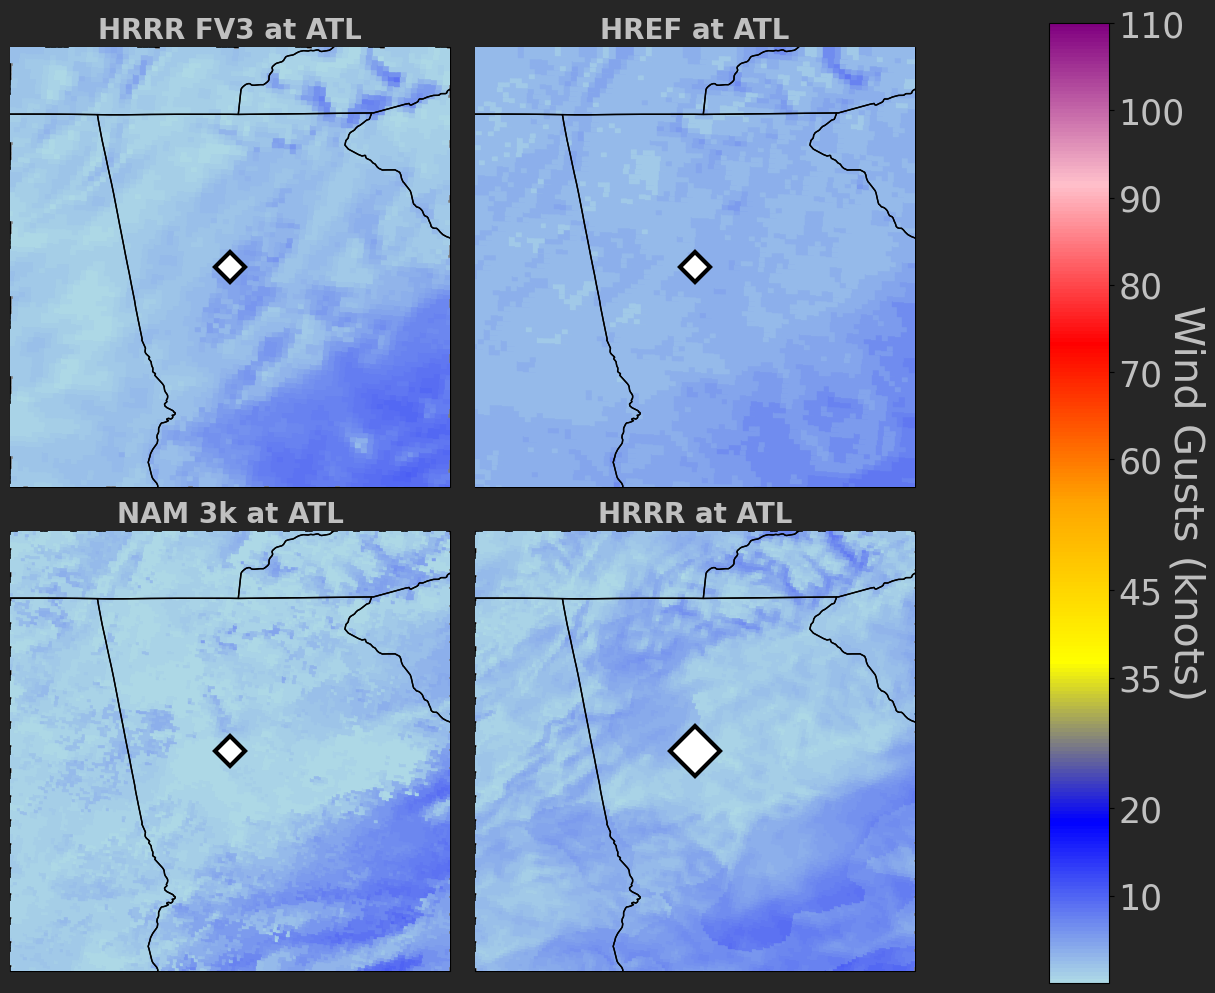 HRRR FV3 at ATL
HREF at ATL
NAM 3k at ATL
HRRR at ATL
110
100
90
80
70
60
45
35
20
10
Wind Gusts (knots)